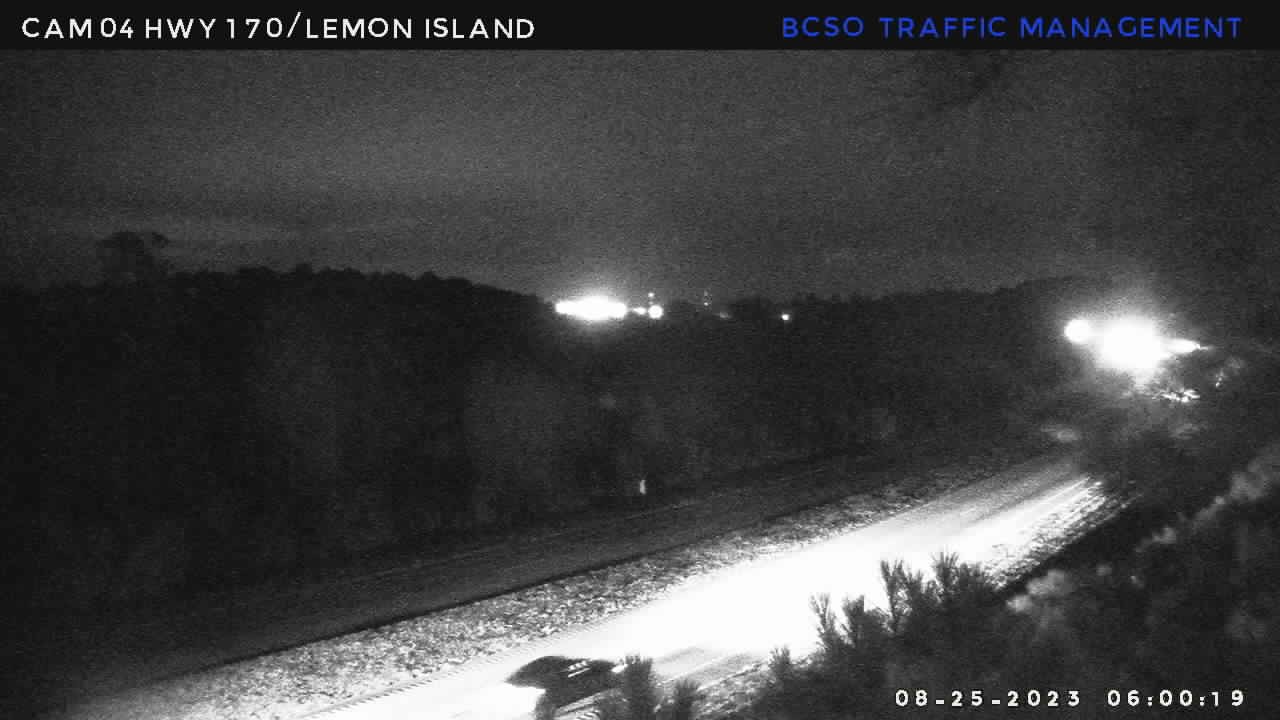 CAM04 HWY 170/LEMON ISLAND
BCSO TRAFFIC MANAGEMENT
08-25-2023 06:00:19